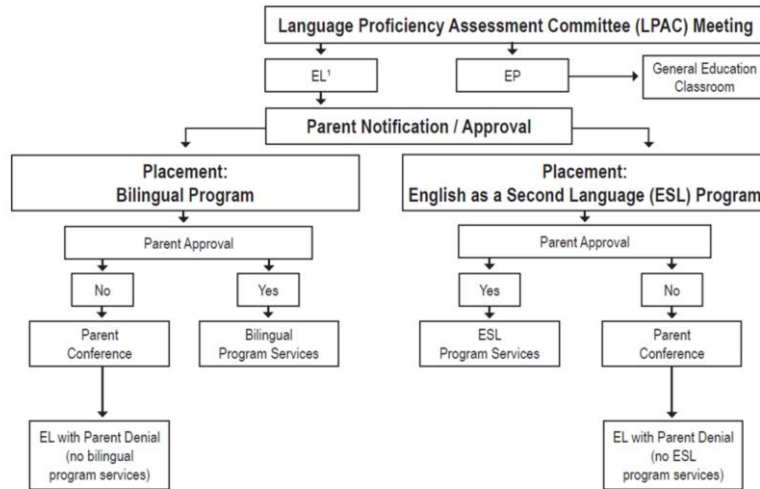 Language Proficiency Assessment Committee (LPAC) Meeting
EL¹
EP
General Education
Classroom
Parent Notification / Approval
Placement:
Bilingual Program
Placement:
English as a Second Language (ESL) Program
Parent Approval
Parent Approval
No
Yes
Yes
No
Parent
Conference
Bilingual
Program Services
ESL
Program Services
Parent
Conference
EL with Parent Denial
(no bilingual
program services)
EL with Parent Denial
(no ESL
program services)